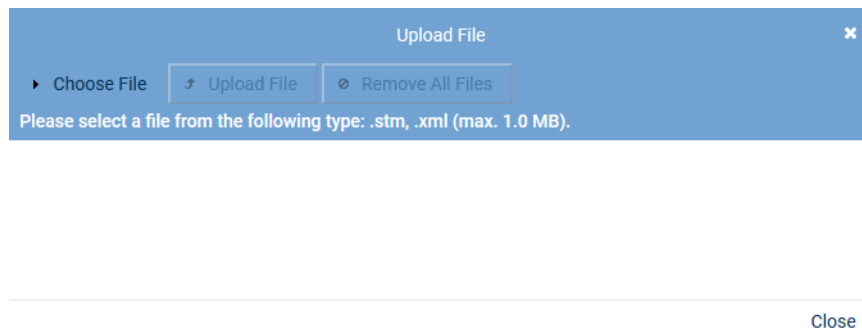 Upload File
Choose File Upload File Remove All Files
Please select a file from the following type: .stm, .xml (max. 1.0 MB).
Close